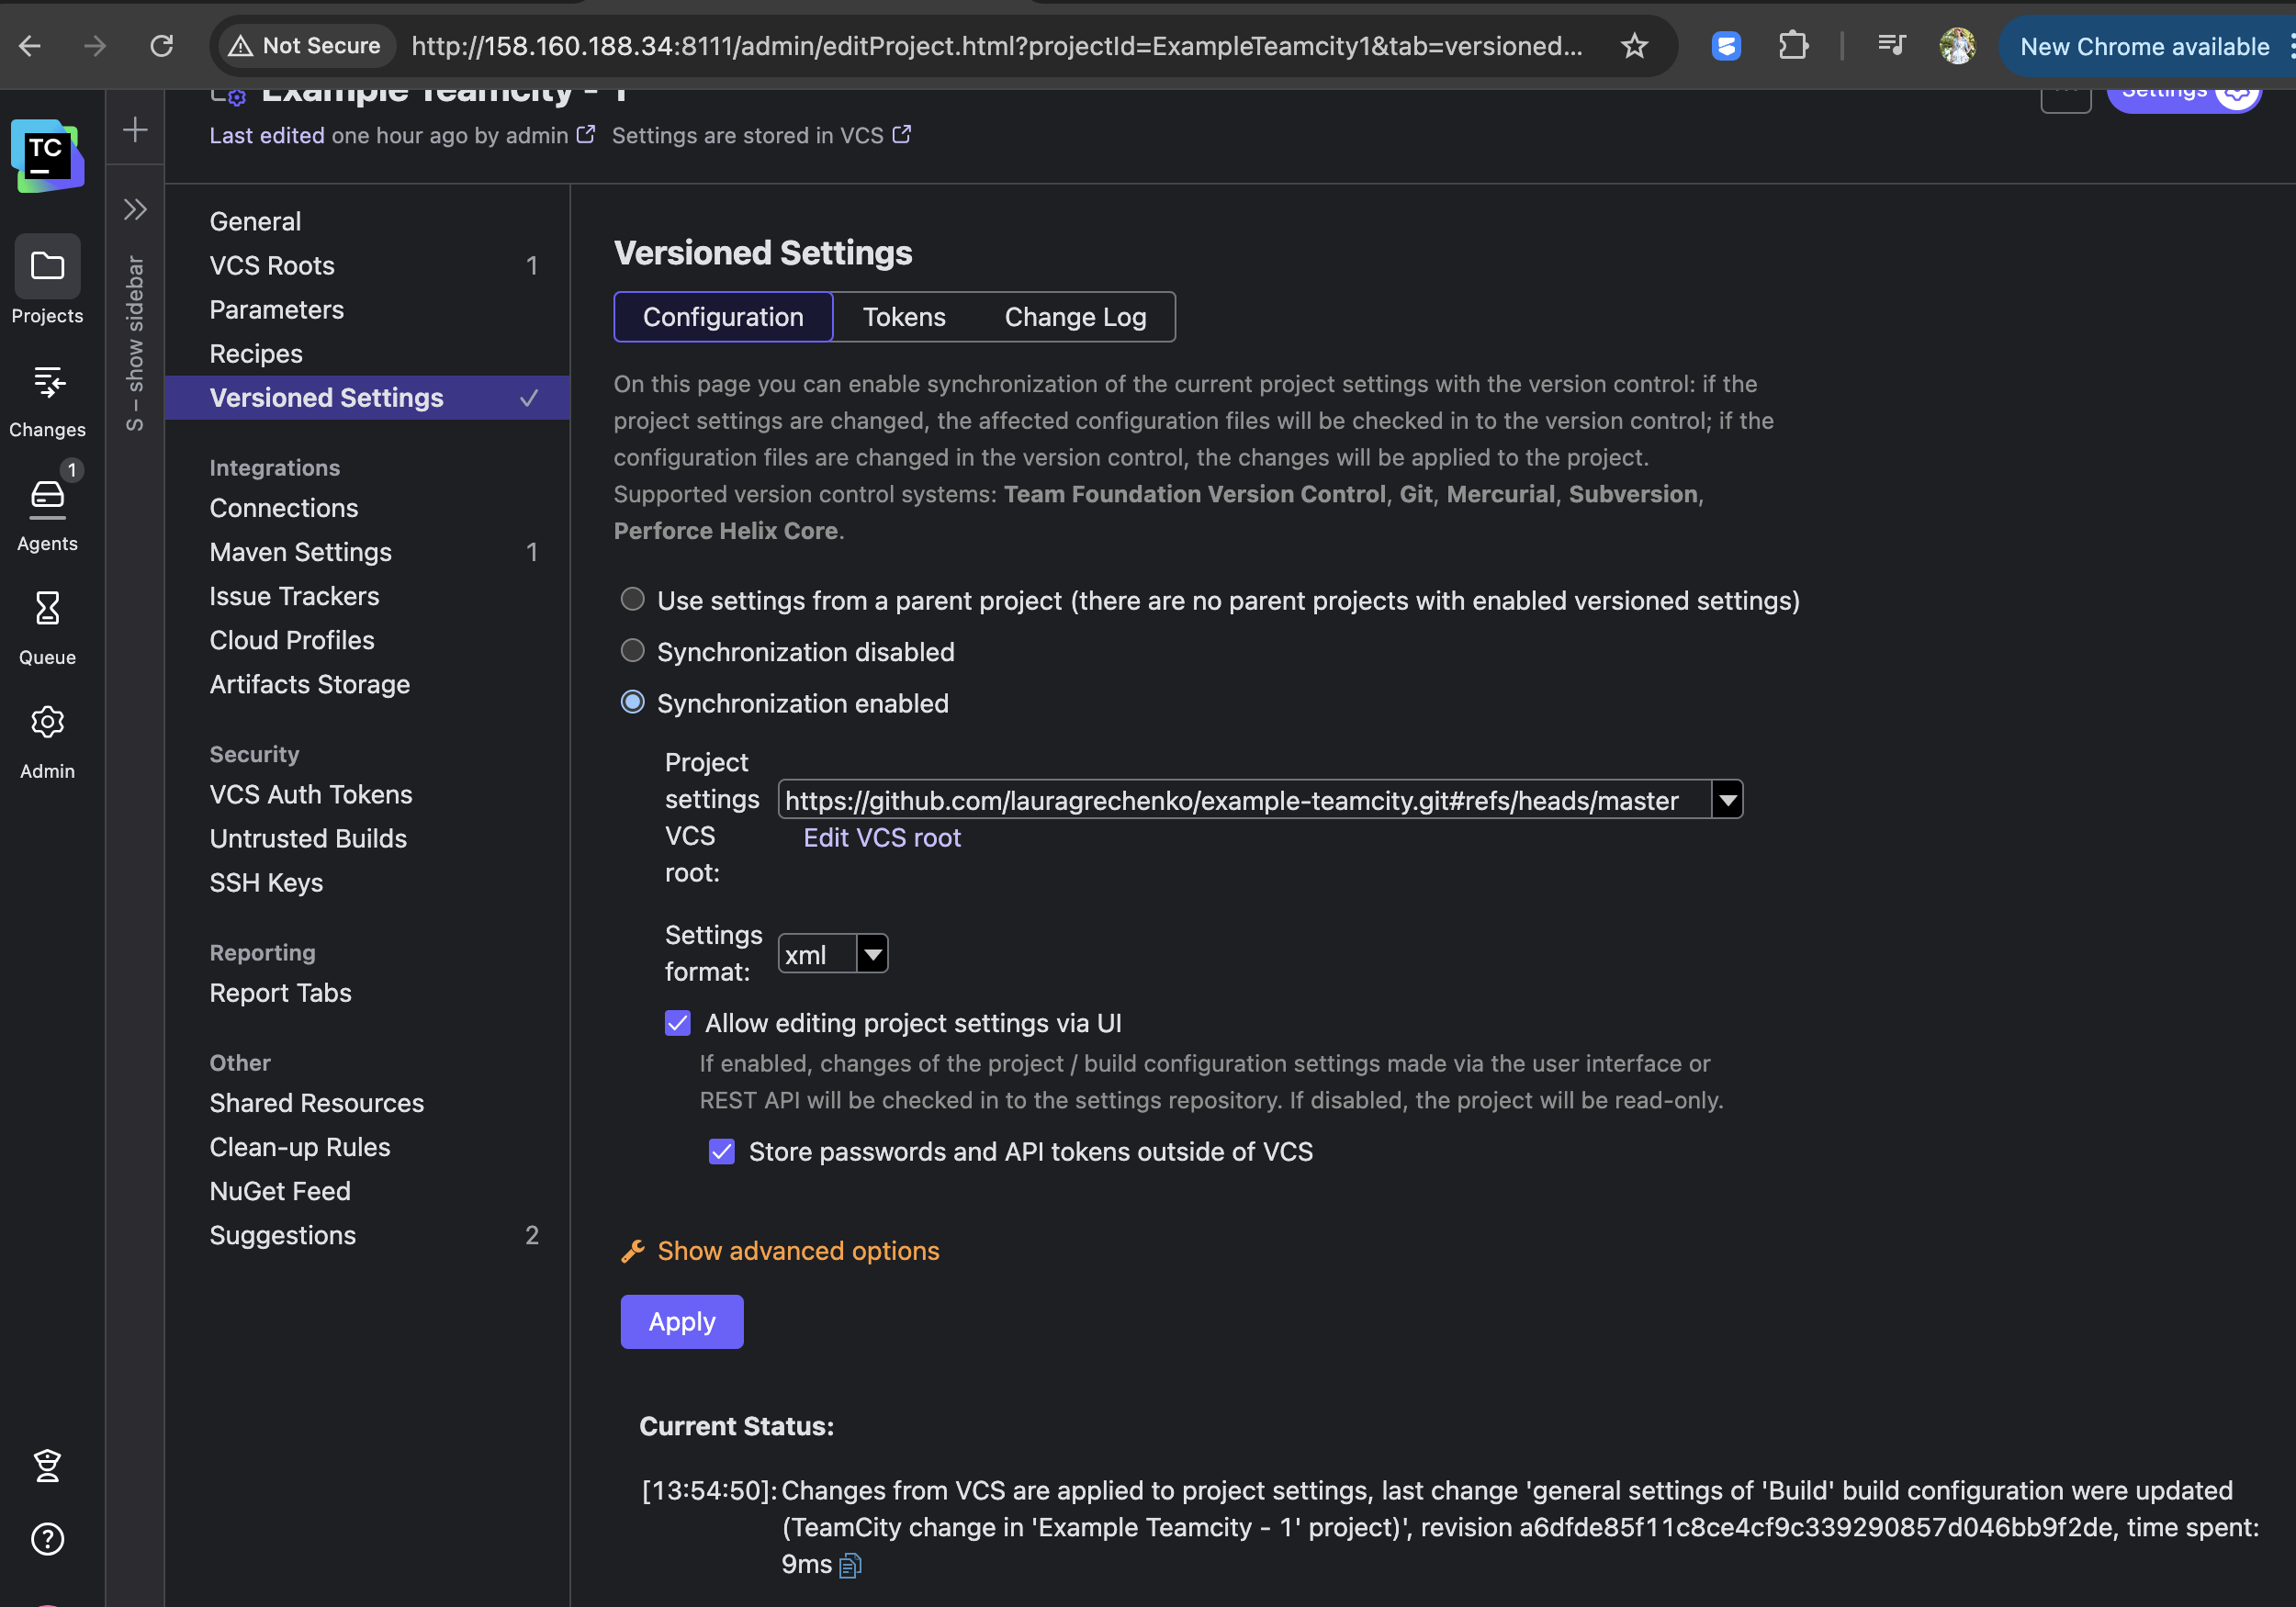 Not Secure
http://158.160.188.34:8111/admin/editProject.html?projectId=ExampleTeamcity1&tab=versioned...
New Chrome available
Example Teamcity - 1
Settings
Last edited one hour ago by admin
Settings are stored in VCS
TC
Projects
Changes
1
Agents
Queue
Admin
S – show sidebar
General
VCS Roots 1
Parameters
Recipes
Versioned Settings
Integrations
Connections
Maven Settings 1
Issue Trackers
Cloud Profiles
Artifacts Storage
Security
VCS Auth Tokens
Untrusted Builds
SSH Keys
Reporting
Report Tabs
Other
Shared Resources
Clean-up Rules
NuGet Feed
Suggestions 2
Versioned Settings
Configuration Tokens Change Log
On this page you can enable synchronization of the current project settings with the version control: if the
project settings are changed, the affected configuration files will be checked in to the version control; if the
configuration files are changed in the version control, the changes will be applied to the project.
Supported version control systems: Team Foundation Version Control, Git, Mercurial, Subversion,
Perforce Helix Core.
Use settings from a parent project (there are no parent projects with enabled versioned settings)
Synchronization disabled
Synchronization enabled
Project
settings
VCS
root:
https://github.com/lauragrechenko/example-teamcity.git#refs/heads/master
Edit VCS root
Settings
format:
xml
Allow editing project settings via UI
If enabled, changes of the project / build configuration settings made via the user interface or
REST API will be checked in to the settings repository. If disabled, the project will be read-only.
Store passwords and API tokens outside of VCS
Show advanced options
Apply
Current Status:
[13:54:50]: Changes from VCS are applied to project settings, last change 'general settings of 'Build' build configuration were updated
(TeamCity change in 'Example Teamcity - 1' project)', revision a6dfde85f11c8ce4cf9c339290857d046bb9f2de, time spent:
9ms